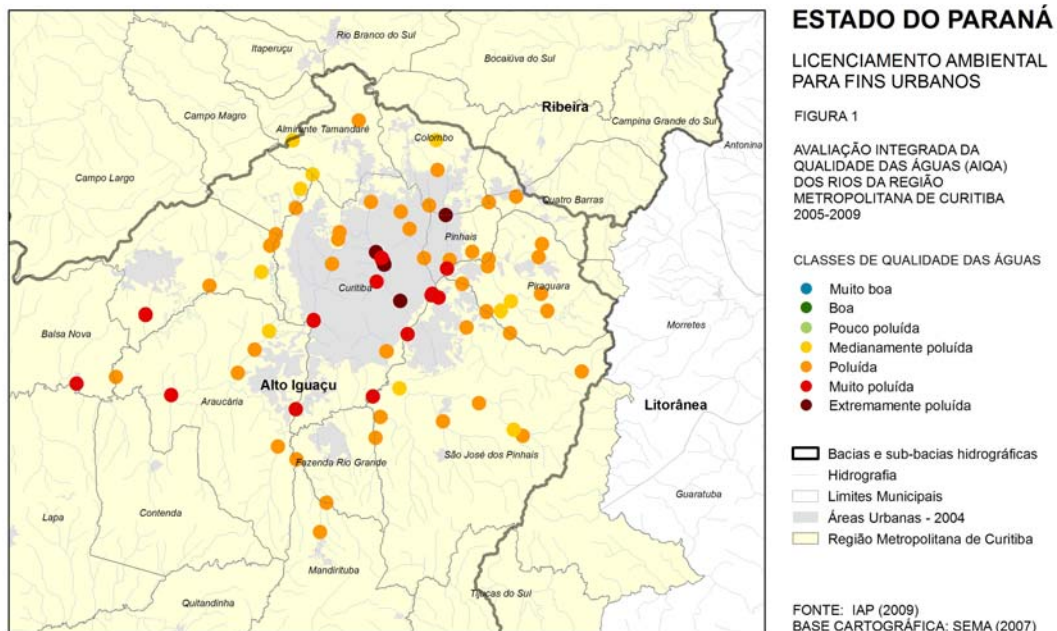 ESTADO DO PARANÁ
LICENCIAMENTO AMBIENTAL
PARA FINS URBANOS
FIGURA 1
AVALIAÇÃO INTEGRADA DA
QUALIDADE DAS ÁGUAS (AIQA)
DOS RIOS DA REGIÃO
METROPOLITANA DE CURITIBA
2005-2009
CLASSES DE QUALIDADE DAS ÁGUAS
Muito boa
Boa
Pouco poluída
Medianamente poluída
Poluída
Muito poluída
Extremamente poluída
Bacias e sub-bacias hidrográficas
Hidrografia
Limites Municipais
Áreas Urbanas - 2004
Região Metropolitana de Curitiba
FONTE: IAP (2009)
BASE CARTOGRÁFICA: SEMA (2007)
Rio Branco do Sul
Itaperuçu
Bocaiúva do Sul
Ribeira
Campo Magro
Almirante Tamandaré
Colombo
Campina Grande do Sul
Antonina
Campo Largo
Quatro Barras
Pinhais
Curitiba
Piraquara
Balsa Nova
Morretes
Alto Iguaçu
Araucária
Litorânea
Fazenda Rio Grande
São José dos Pinhais
Guaratuba
Lapa
Contenda
Mandirituba
Tijucas do Sul
Quitandinha